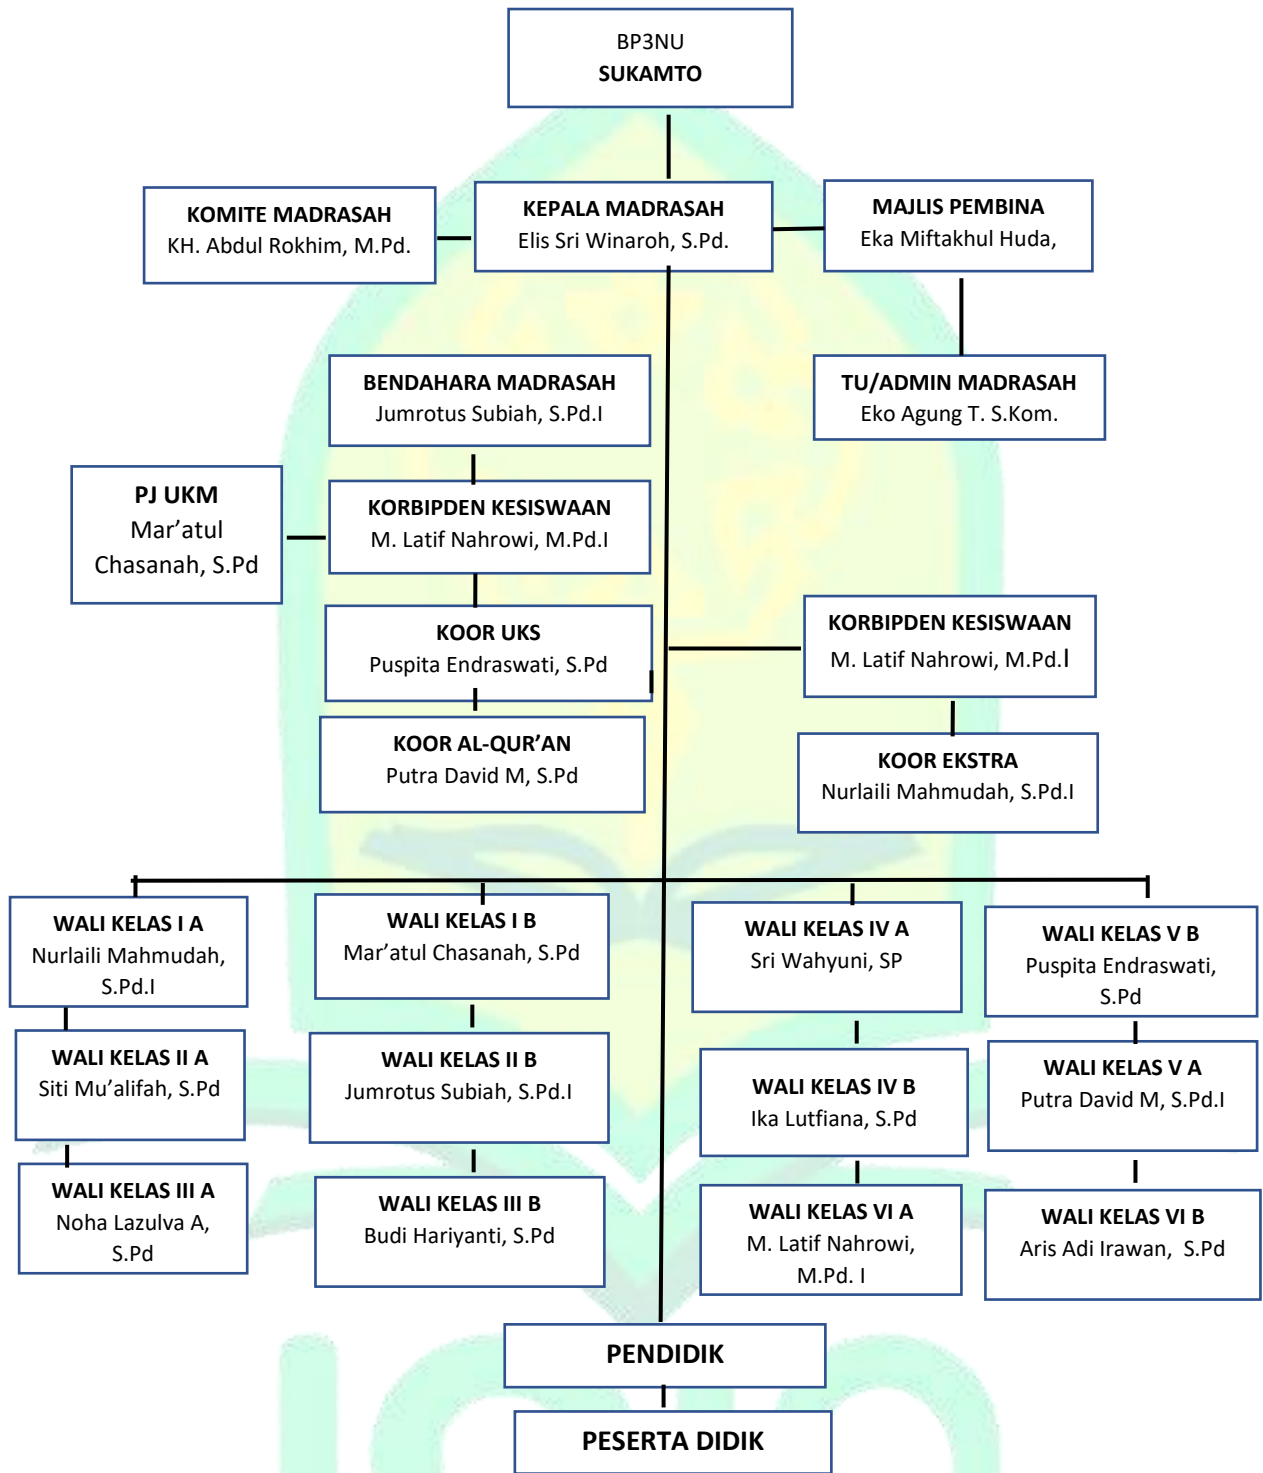 BP3NU
SUKAMTO
KOMITE MADRASAH
KH. Abdul Rokhim, M.Pd.
KEPALA MADRASAH
Elis Sri Winaroh, S.Pd.
MAJLIS PEMBINA
Eka Miftakhul Huda,
BENDAHARA MADRASAH
Jumrotus Subiah, S.Pd.I
TU/ADMIN MADRASAH
Eko Agung T. S.Kom.
PJ UKM
Mar’atul
Chasanah, S.Pd
KORBIPDEN KESISWAAN
M. Latif Nahrowi, M.Pd.I
KOOR UKS
Puspita Endraswati, S.Pd
KORBIPDEN KESISWAAN
M. Latif Nahrowi, M.Pd.I
KOOR AL-QUR’AN
Putra David M, S.Pd
KOOR EKSTRA
Nurlaili Mahmudah, S.Pd.I
WALI KELAS I A
Nurlaili Mahmudah,
S.Pd.I
WALI KELAS I B
Mar’atul Chasanah, S.Pd
WALI KELAS IV A
Sri Wahyuni, SP
WALI KELAS V B
Puspita Endraswati,
S.Pd
WALI KELAS II A
Siti Mu’alifah, S.Pd
WALI KELAS II B
Jumrotus Subiah, S.Pd.I
WALI KELAS IV B
Ika Lutfiana, S.Pd
WALI KELAS V A
Putra David M, S.Pd.I
WALI KELAS III A
Noha Lazulva A,
S.Pd
WALI KELAS III B
Budi Hariyanti, S.Pd
WALI KELAS VI A
M. Latif Nahrowi,
M.Pd. I
WALI KELAS VI B
Aris Adi Irawan,  S.Pd
PENDIDIK
PESERTA DIDIK